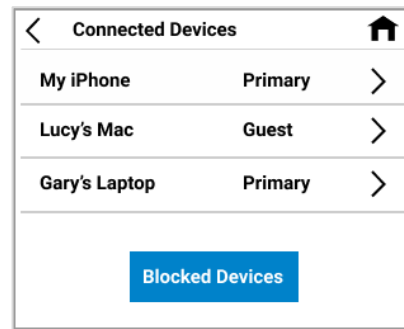 Connected Devices
My iPhone Primary
Lucy's Mac Guest
Gary's Laptop Primary
Blocked Devices